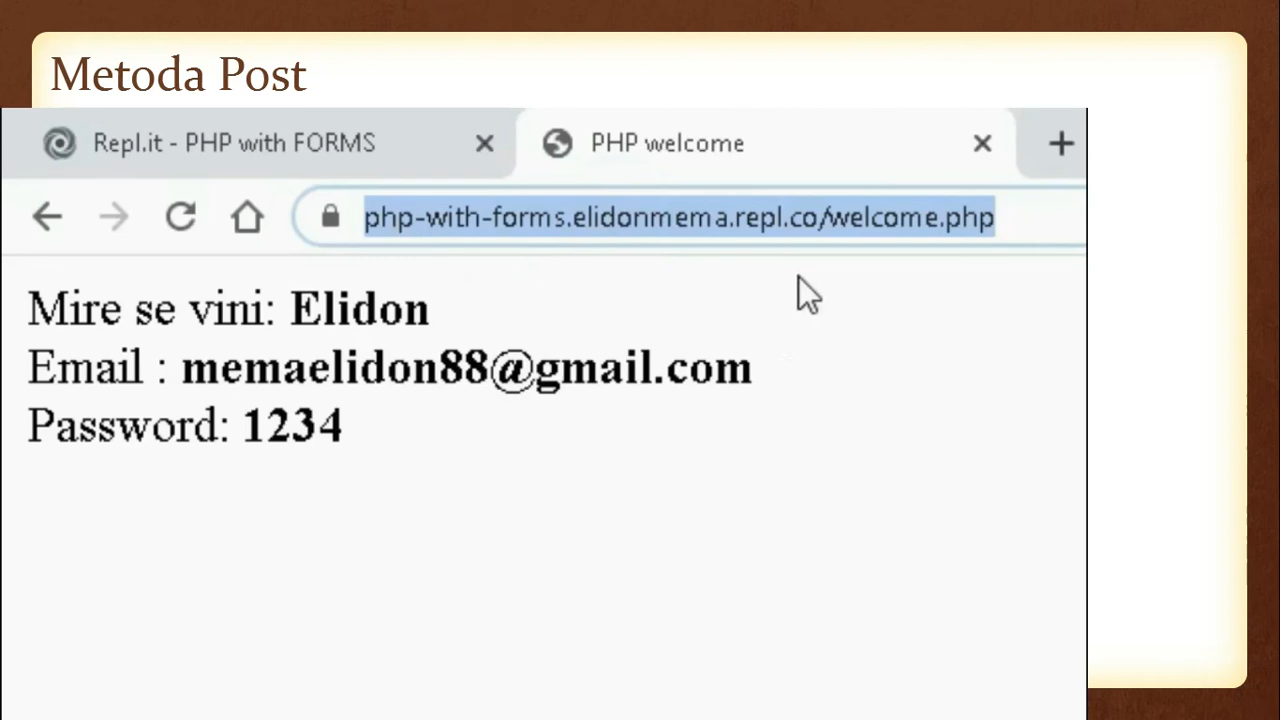 Metoda Post
Repl.it - PHP with FORMS
PHP welcome
php-with-forms.elidonmema.repl.co/welcome.php
Mire se vini: Elidon
Email : memaelidon88@gmail.com
Password: 1234